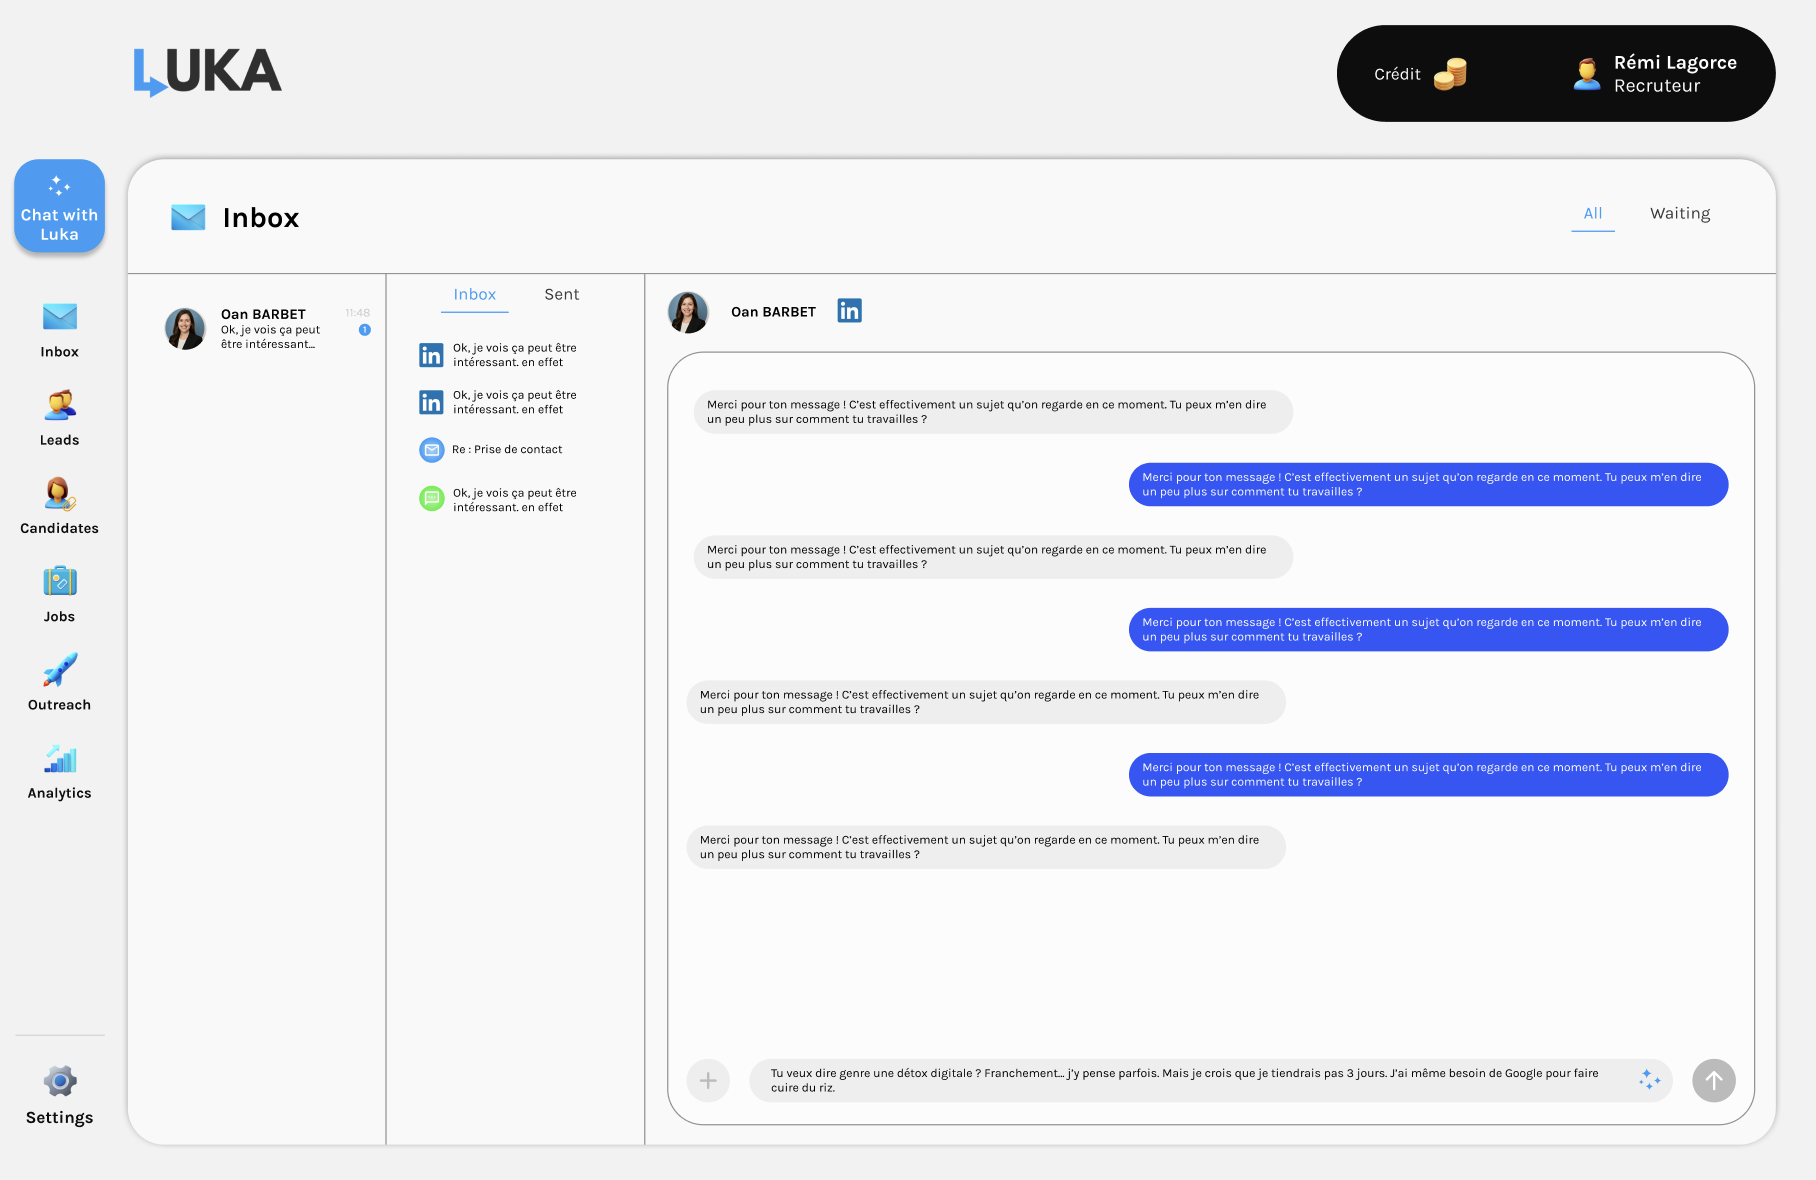 LUKA
Crédit
Rémi Lagorce
Recruteur
Chat with
Luka
Inbox
Leads
Candidates
Jobs
Outreach
Analytics
Settings
Inbox
All
Waiting
Oan BARBET
11:48
Ok, je vois ça peut
1
être intéressant...
Inbox
Sent
in
Ok, je vois ça peut être
intéressant. en effet
in
Ok, je vois ça peut être
intéressant. en effet
Re : Prise de contact
Ok, je vois ça peut être
intéressant. en effet
Oan BARBET
in
Merci pour ton message ! C'est effectivement un sujet qu'on regarde en ce moment. Tu peux m'en dire
un peu plus sur comment tu travailles ?
Merci pour ton message ! C'est effectivement un sujet qu'on regarde en ce moment. Tu peux m'en dire
un peu plus sur comment tu travailles ?
Merci pour ton message ! C'est effectivement un sujet qu'on regarde en ce moment. Tu peux m'en dire
un peu plus sur comment tu travailles ?
Merci pour ton message ! C'est effectivement un sujet qu'on regarde en ce moment. Tu peux m'en dire
un peu plus sur comment tu travailles ?
Merci pour ton message ! C'est effectivement un sujet qu'on regarde en ce moment. Tu peux m'en dire
un peu plus sur comment tu travailles ?
Merci pour ton message ! C'est effectivement un sujet qu'on regarde en ce moment. Tu peux m'en dire
un peu plus sur comment tu travailles ?
Merci pour ton message ! C'est effectivement un sujet qu'on regarde en ce moment. Tu peux m'en dire
un peu plus sur comment tu travailles ?
Tu veux dire genre une détox digitale ? Franchement... j'y pense parfois. Mais je crois que je tiendrais pas 3 jours. J'ai même besoin de Google pour faire
cuire du riz.